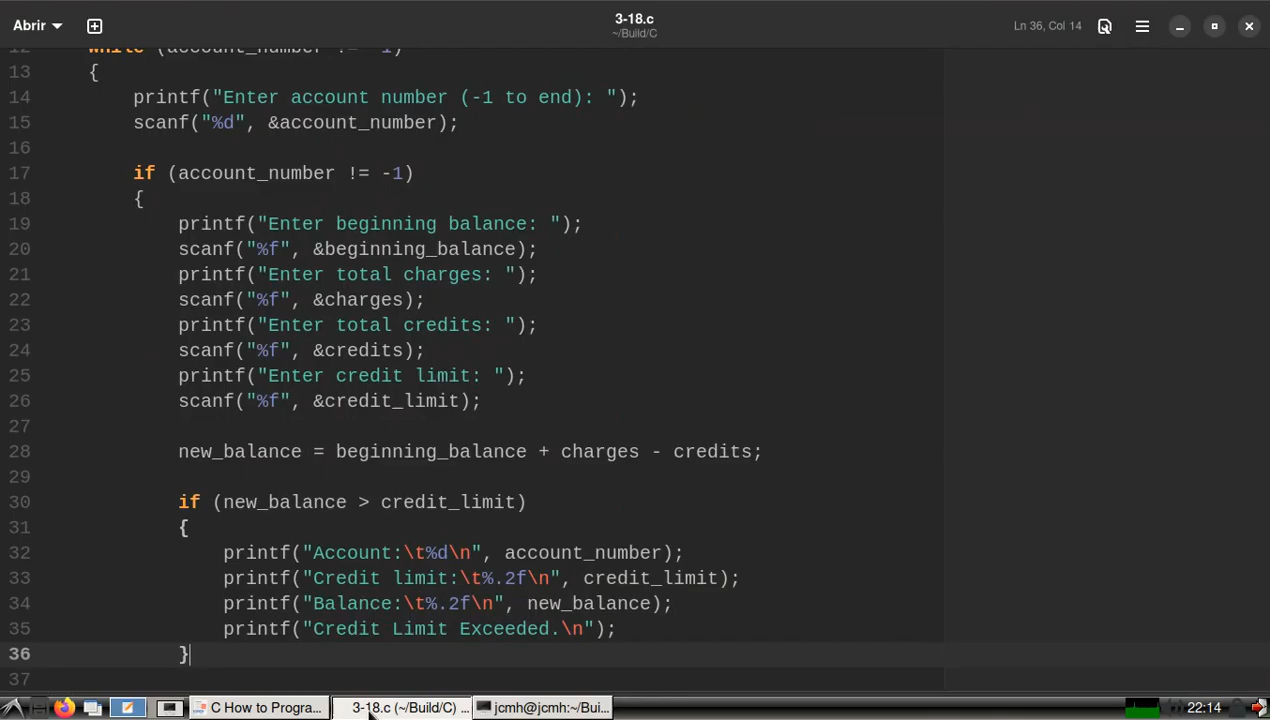 Abrir
3-18.c
~/Build/C
Ln 36, Col 14
12 while (account_number != -1)
13 {
14 printf("Enter account number (-1 to end): ");
15 scanf("%d", &account_number);
16
17 if (account_number != -1)
18 {
19 printf("Enter beginning balance: ");
20 scanf("%f", &beginning_balance);
21 printf("Enter total charges: ");
22 scanf("%f", &charges);
23 printf("Enter total credits: ");
24 scanf("%f", &credits);
25 printf("Enter credit limit: ");
26 scanf("%f", &credit_limit);
27
28 new_balance = beginning_balance + charges - credits;
29
30 if (new_balance > credit_limit)
31 {
32 printf("Account:\t%d\n", account_number);
33 printf("Credit limit:\t%.2f\n", credit_limit);
34 printf("Balance:\t%.2f\n", new_balance);
35 printf("Credit Limit Exceeded.\n");
36 }
37
C How to Progra... 3-18.c (~/Build/C) ... jcmh@jcmh:~/Bui... 22:14